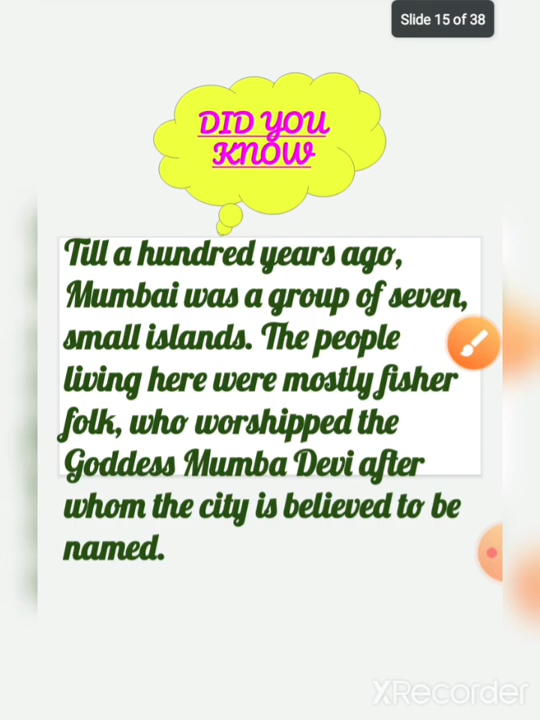 Slide 15 of 38
DID YOU
KNOW
Till a hundred years ago,
Mumbai was a group of seven,
small islands. The people
living here were mostly fisher
folk, who worshipped the
Goddess Mumba Devi after
whom the city is believed to be
named.
XRecorder